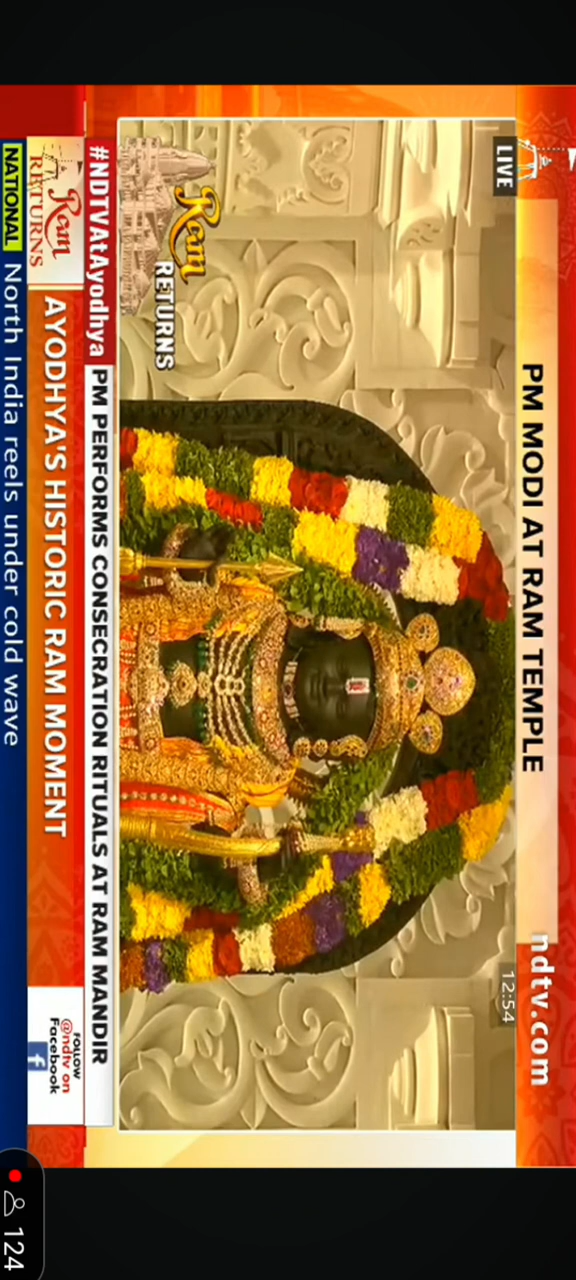 LIVE
PM MODI AT RAM TEMPLE
ndtv.com
12:54
Ram
RETURNS
#NDTVAtAyodhya
PM PERFORMS CONSECRATION RITUALS AT RAM MANDIR
Ram
RETURNS
AYODHYA'S HISTORIC RAM MOMENT
FOLLOW
@ndtv on
Facebook
NATIONAL North India reels under cold wave
124